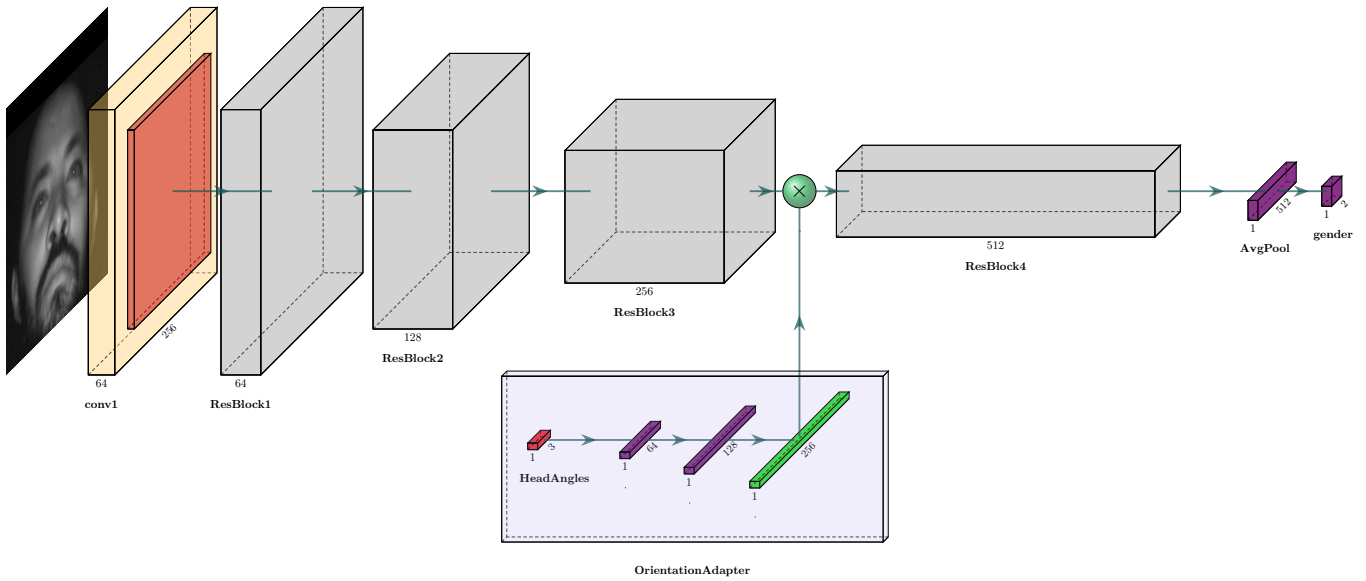 64
256
conv1
64
ResBlock1
128
ResBlock2
256
ResBlock3
512
ResBlock4
1
512
AvgPool
1
2
gender
1
3
HeadAngles
1
64
1
128
1
256
OrientationAdapter